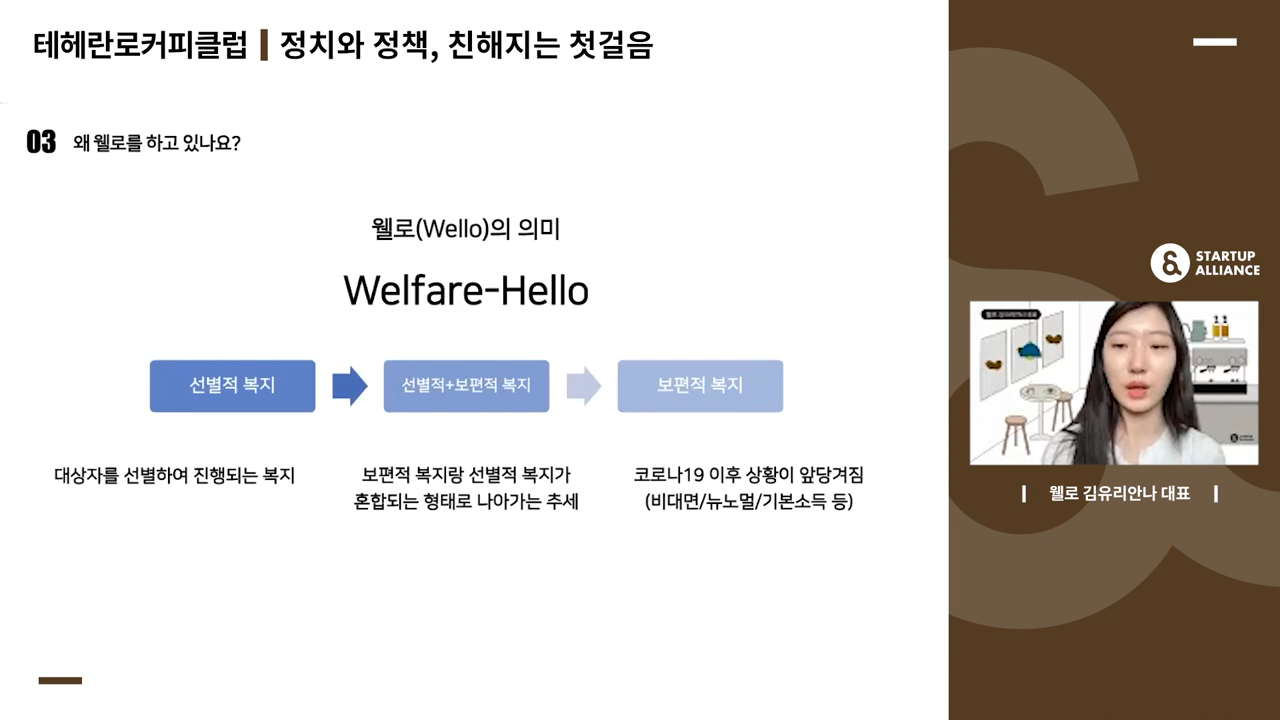 테헤란로커피클럽 | 정치와 정책, 친해지는 첫걸음
03 왜 웰로를 하고 있나요?
웰로(Wello)의 의미
Welfare-Hello
선별적 복지
선별적+보편적 복지
보편적 복지
대상자를 선별하여 진행되는 복지
보편적 복지랑 선별적 복지가
혼합되는 형태로 나아가는 추세
코로나19 이후 상황이 앞당겨짐
(비대면/뉴노멀/기본소득 등)
STARTUP
ALLIANCE
| 웰로 김유리안나 대표 |